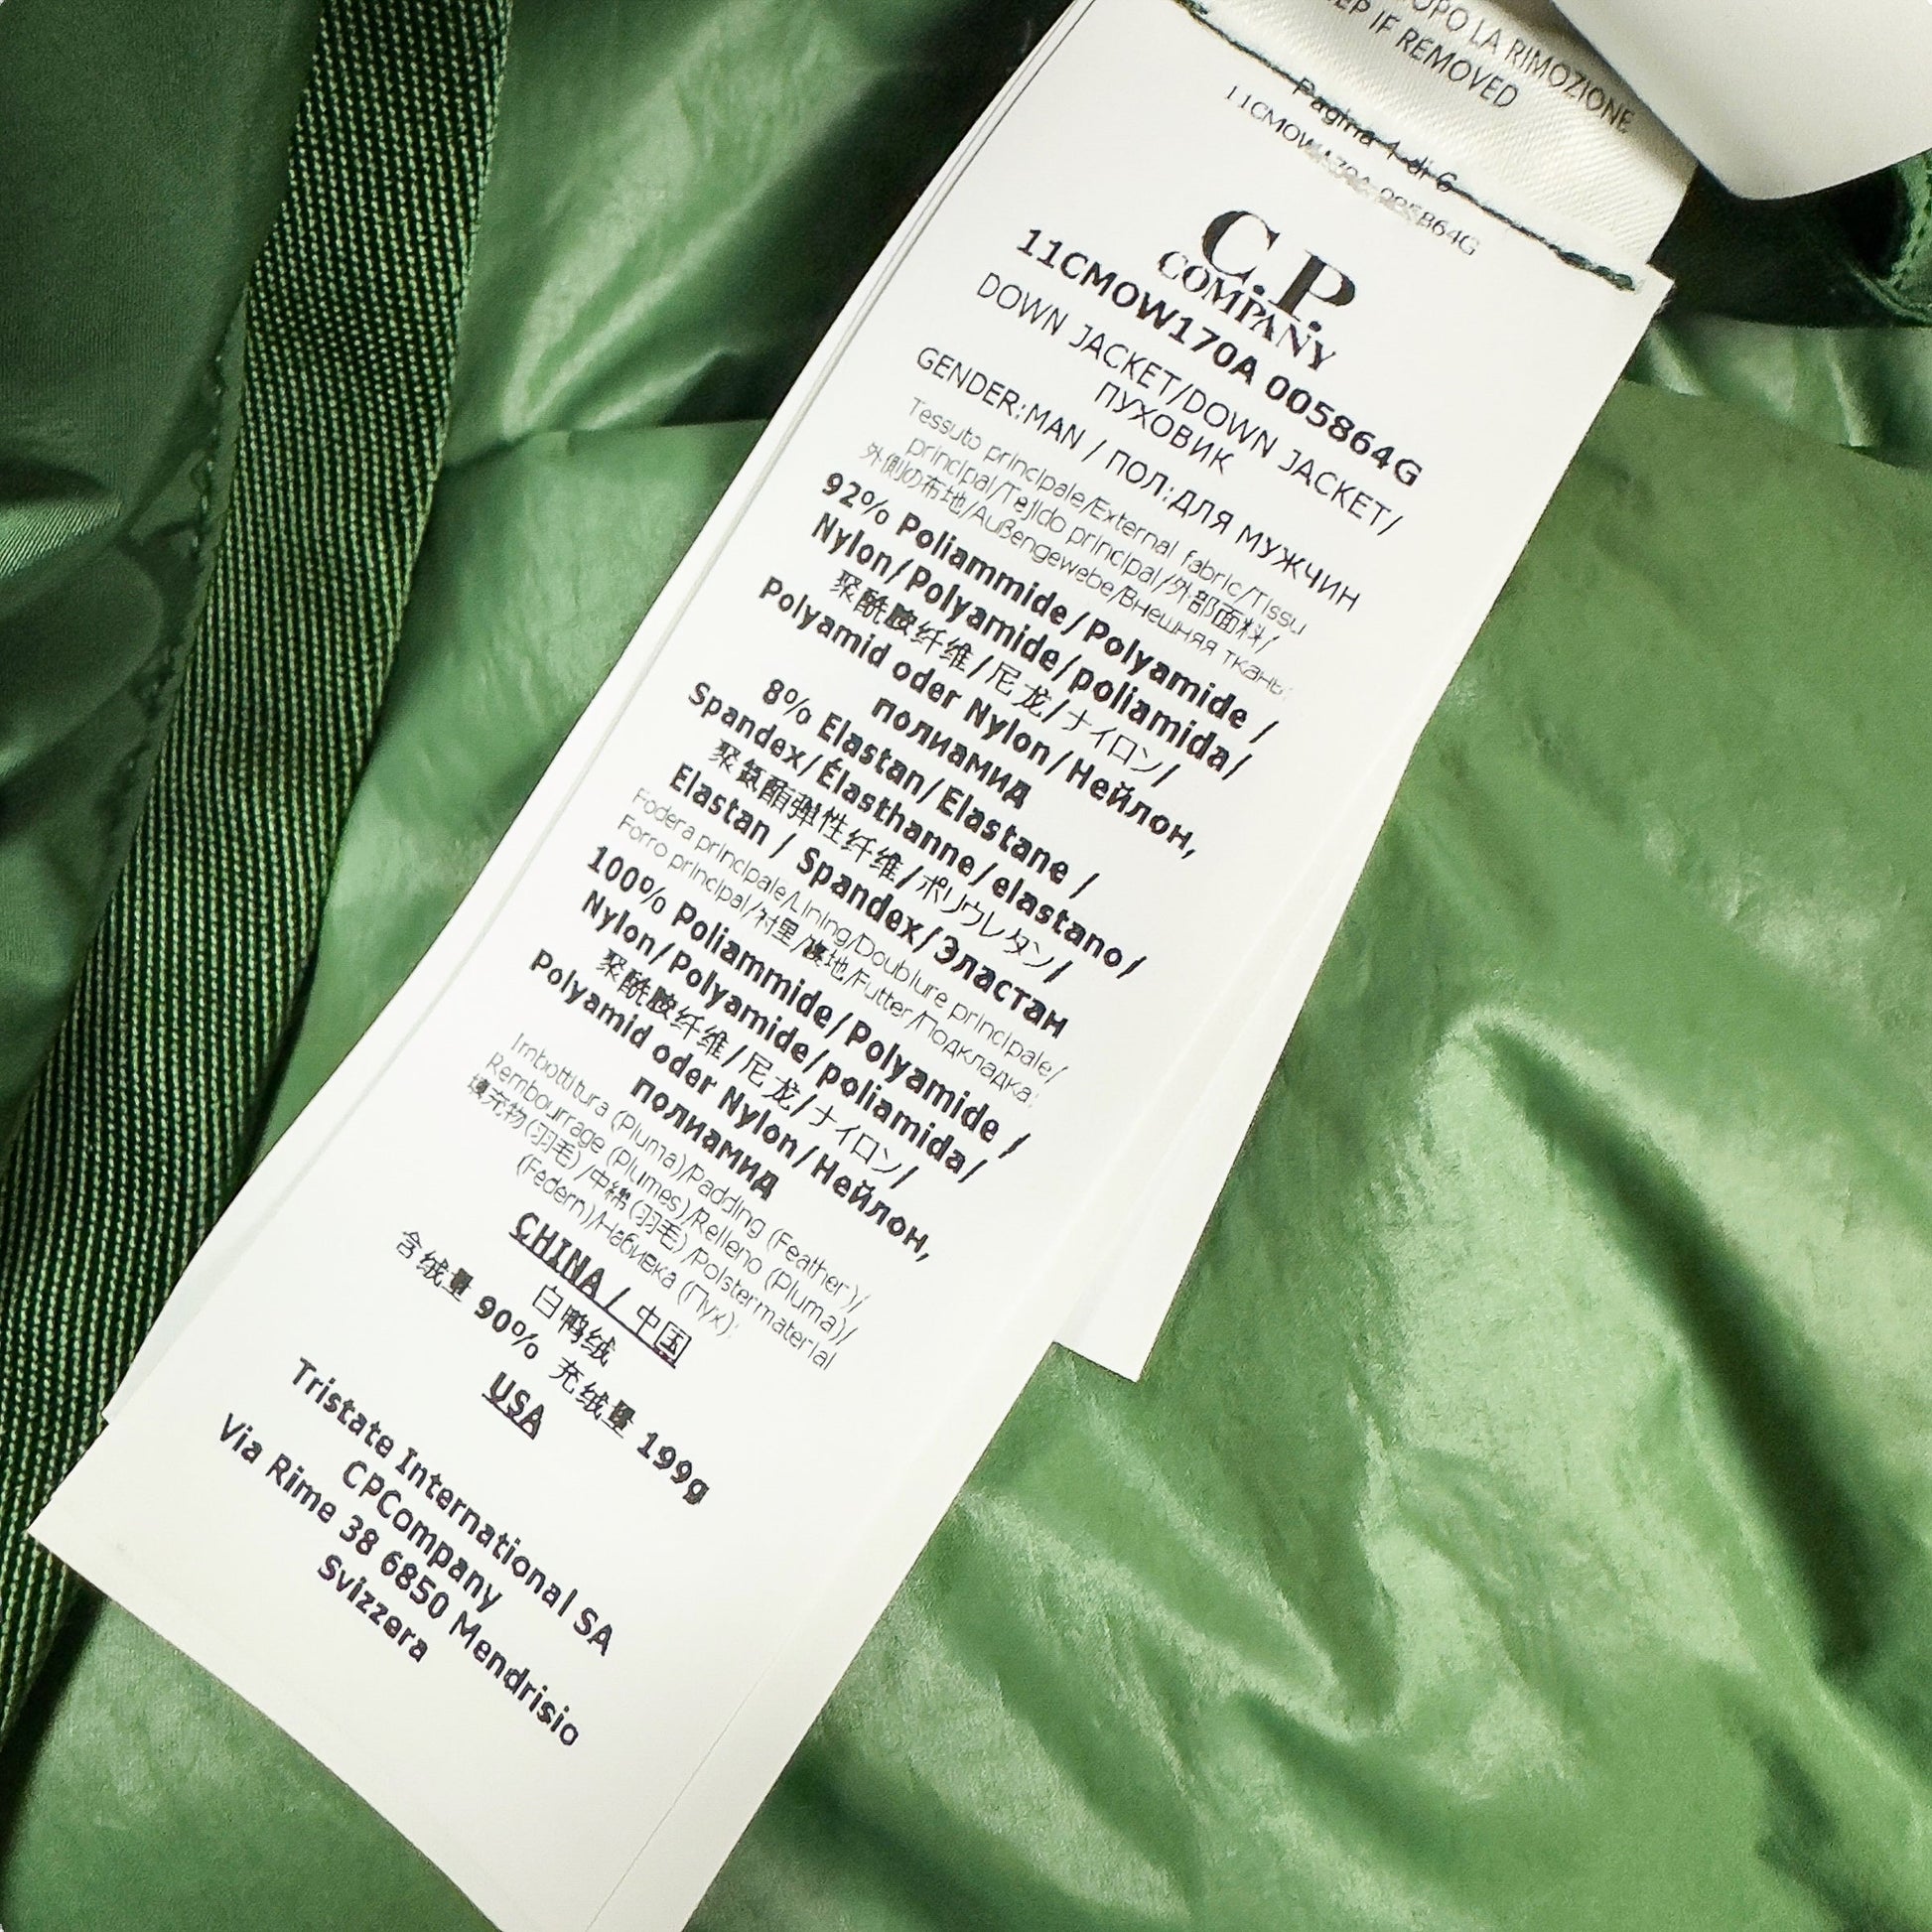 OPO LA RIMOZIONE
EP IF REMOVED
Pagina 1 di 6
C.P.
COMPANY
11CMOW170A 005864G
DOWN JACKET/DOWN JACKET/
ПУХОВИК
GENDER:MAN / ПОЛ:ДЛЯ МУЖЧИН
Tessuto principale/External fabric/Tissu
principal/Tejido principal/外部面料/
外側の布地/Außengewebe/Внешняя ткань:
92% Poliammide/Polyamide /
Nylon/Polyamide/poliamida/
聚酰胺纤维/尼龙/ナイロン/
Polyamid oder Nylon/Нейлон,
полиамид
8% Elastan/Elastane /
Spandex/Élasthanne/elastano/
聚氨酯弹性纤维/ポリウレタン/
Elastan / Spandex/Эластан
Fodera principale/Lining/Doublure principale/
Forro principal/衬里/裏地/Futter/Подкладка:
100% Poliammide/Polyamide /
Nylon/Polyamide/poliamida/
聚酰胺纤维/尼龙/ナイロン/
Polyamid oder Nylon/Нейлон,
полиамид
Imbottitura (Piuma)/Padding (Feather)/
Rembourrage (Plumes)/Relleno (Pluma)/
填充物(羽毛)/中綿(羽毛)/Polstermaterial
(Federn)/Набивка (Пух):
CHINA / 中国
白鸭绒
含绒量 90% 充绒量 199g
USA
Tristate International SA
CPCompany
Via Rime 38 6850 Mendrisio
Svizzera